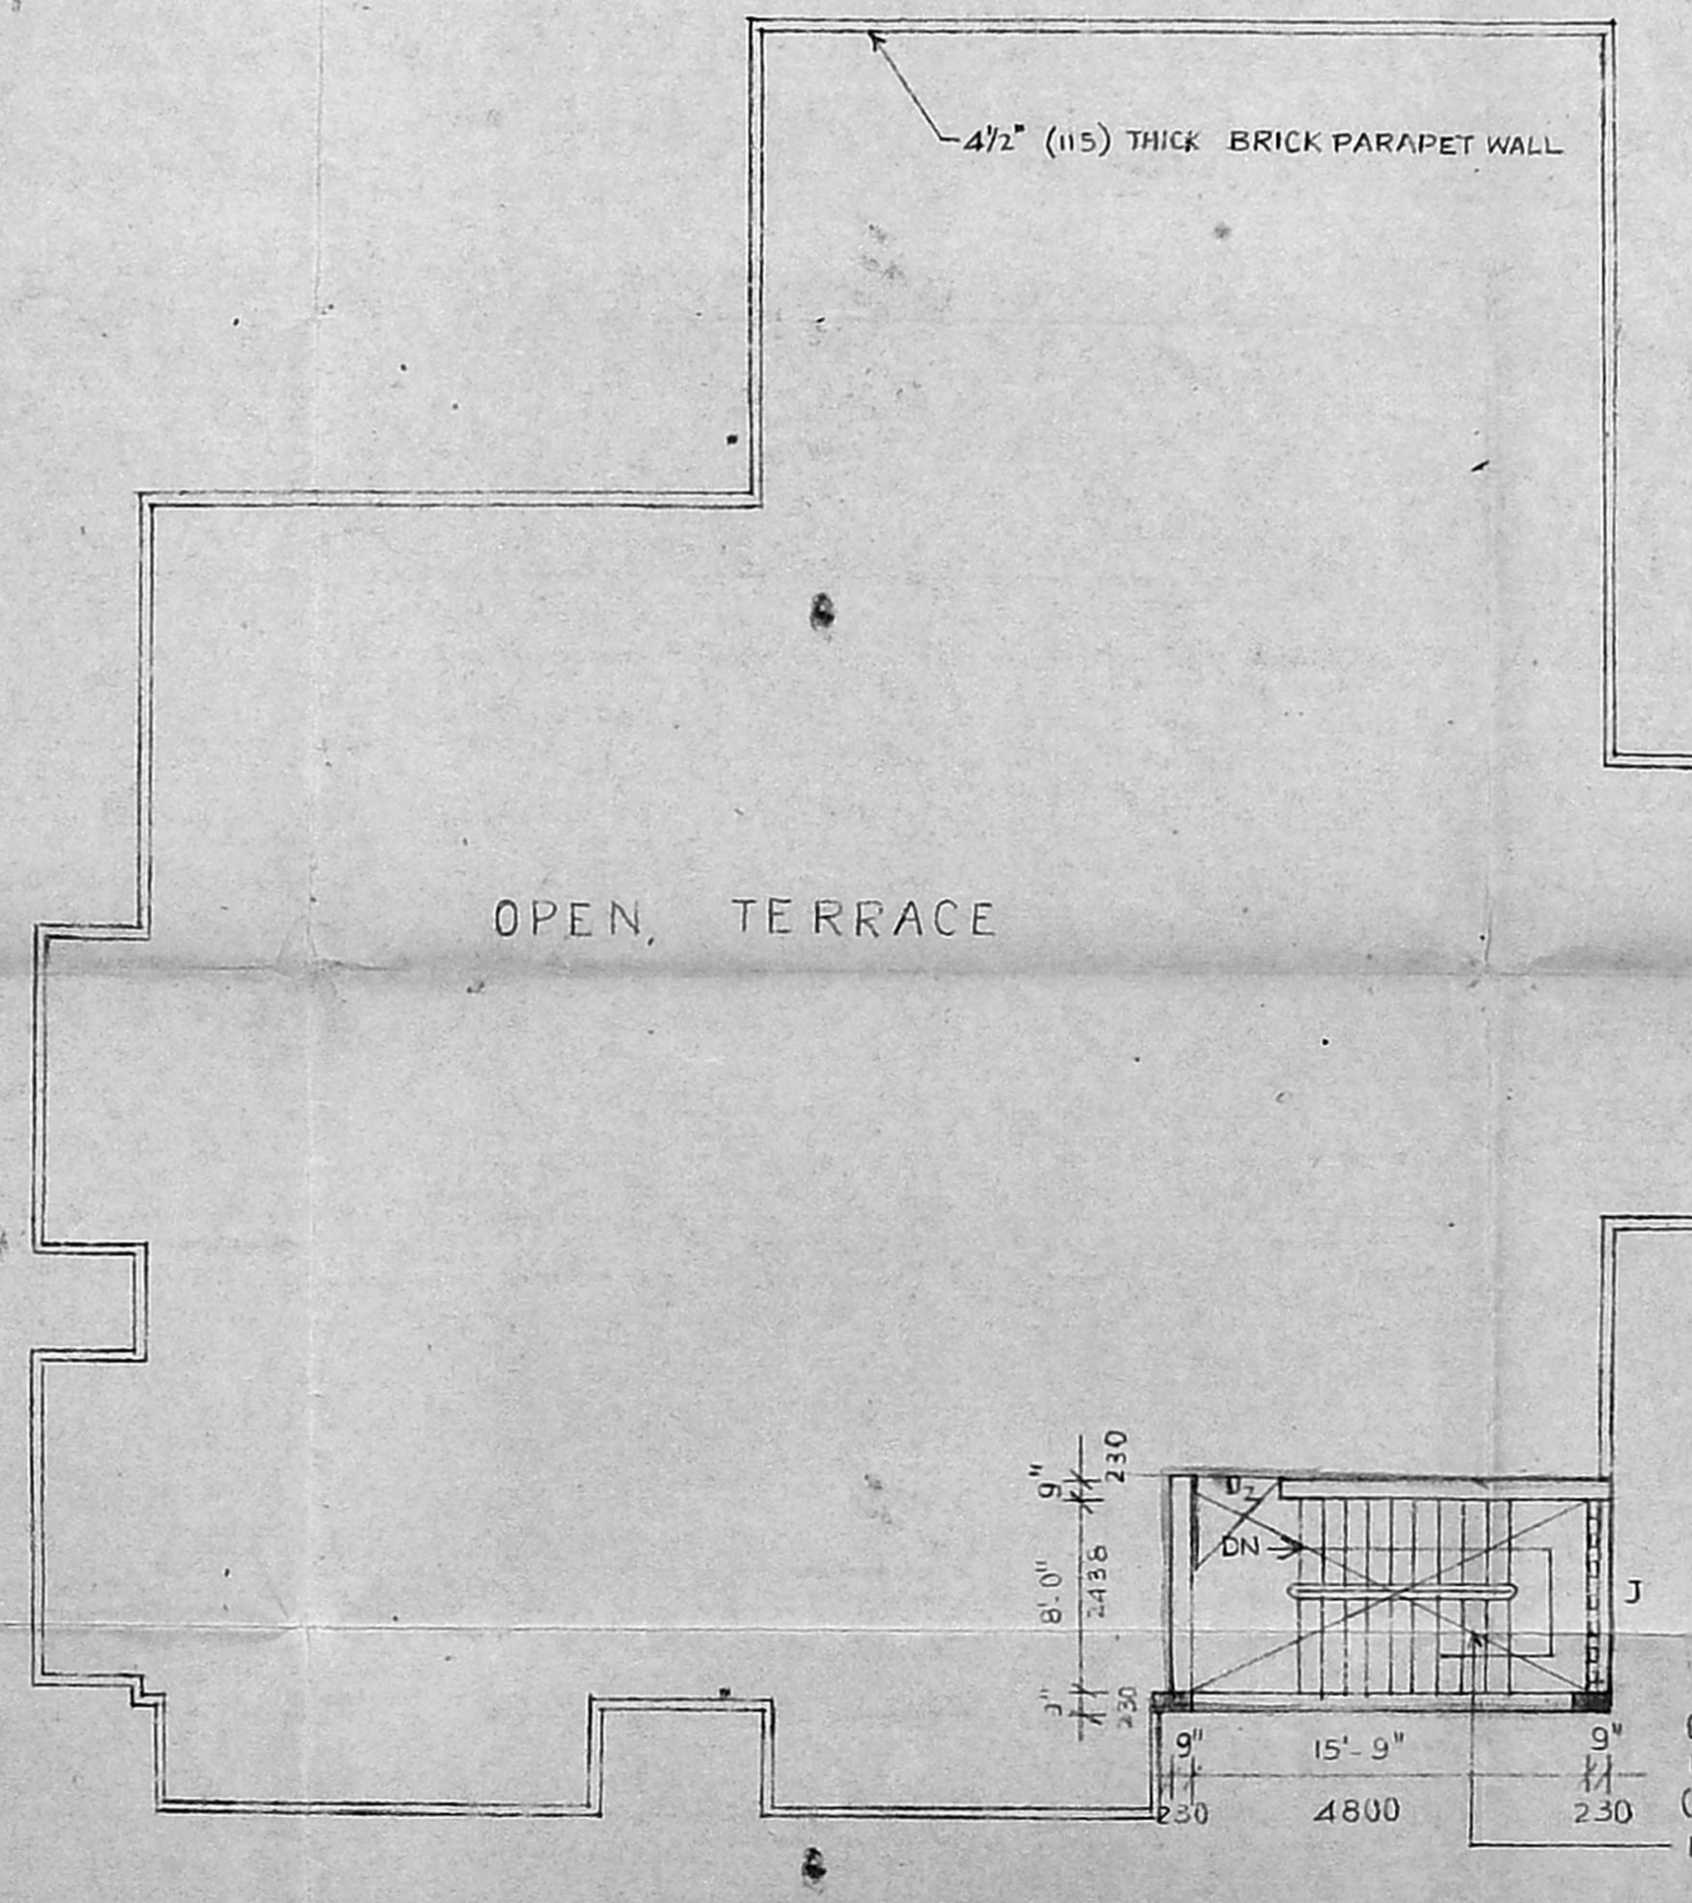 4½" (115) THICK BRICK PARAPET WALL
OPEN, TERRACE
9" 230
D2
DN
8'-0" 2438
J
230
9" 15'-9" 9"
230 4800 230